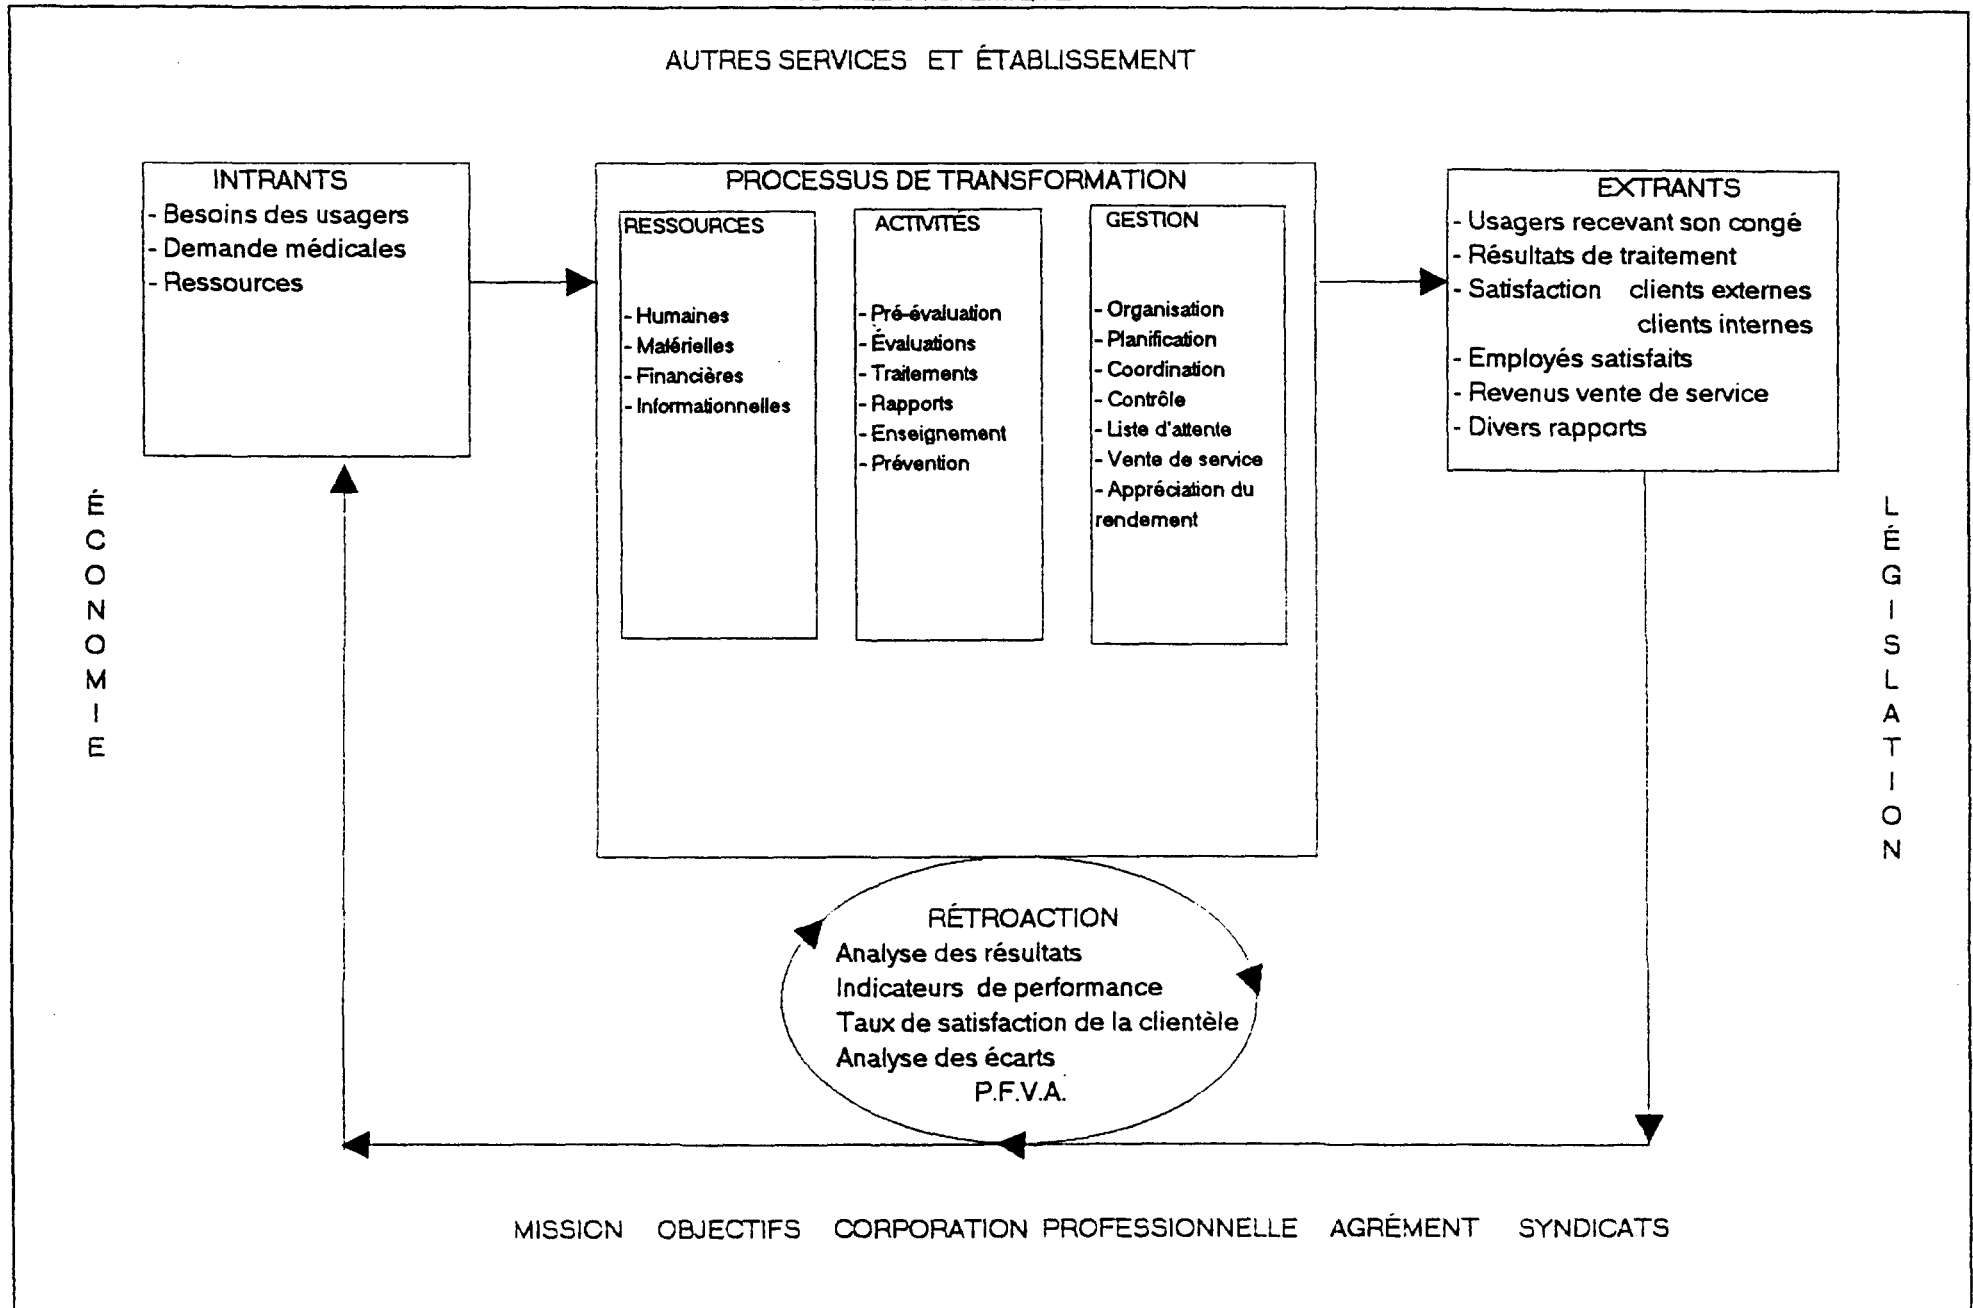 AUTRES SERVICES ET ÉTABLISSEMENT
INTRANTS
- Besoins des usagers
- Demande médicales
- Ressources
PROCESSUS DE TRANSFORMATION
RESSOURCES
- Humaines
- Matérielles
- Financières
- Informationnelles
ACTIVITÉS
- Pré-évaluation
- Évaluations
- Traitements
- Rapports
- Enseignement
- Prévention
GESTION
- Organisation
- Planification
- Coordination
- Contrôle
- Liste d'attente
- Vente de service
- Appréciation du
rendement
EXTRANTS
- Usagers recevant son congé
- Résultats de traitement
- Satisfaction clients externes
clients internes
- Employés satisfaits
- Revenus vente de service
- Divers rapports
ÉCONOMIE
LÉGISLATION
RÉTROACTION
Analyse des résultats
Indicateurs de performance
Taux de satisfaction de la clientèle
Analyse des écarts
P.F.V.A.
MISSION OBJECTIFS CORPORATION PROFESSIONNELLE AGRÉMENT SYNDICATS